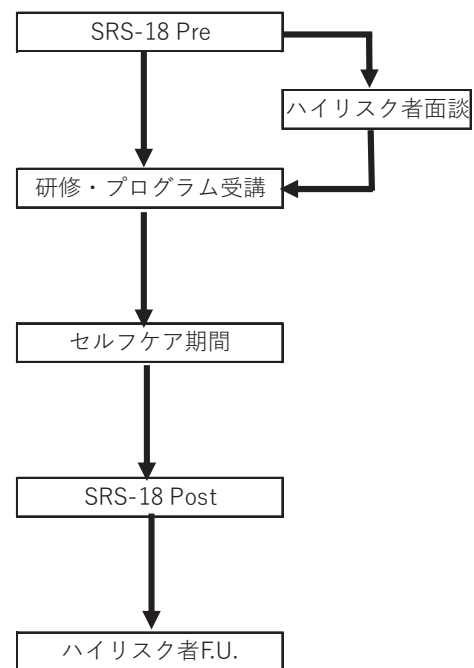 SRS-18 Pre
ハイリスク者面談
研修・プログラム受講
セルフケア期間
SRS-18 Post
ハイリスク者F.U.